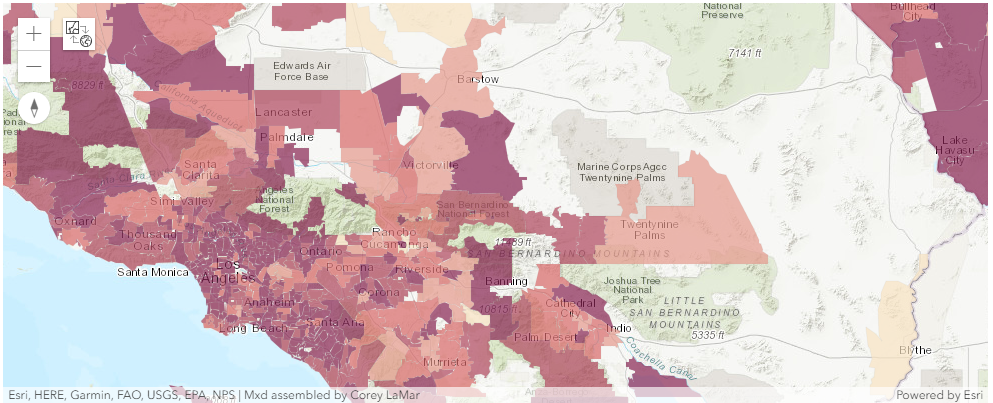 National
Preserve
Bullhead
City
7141 ft
Edwards Air
Force Base
Barstow
8829 ft
California Aqueduct
Lancaster
Palmdale
Lake
Havasu
City
Victorville
Marine Corps Agcc
Twentynine Palms
Santa
Clarita
Santa Clara
Angeles
National
Forest
Simi Valley
San Bernardino
National Forest
Oxnard
Thousand
Oaks
Rancho
Cucamonga
Twentynine
Palms
Ontario
SAN BERNARDINO MOUNTAINS
Los
Angeles
Santa Monica
Pomona
Riverside
Banning
Joshua Tree
National
Park
Corona
Anaheim
Cathedral
City
LITTLE
SAN BERNARDINO
MOUNTAINS
10815 ft
Long Beach
Santa Ana
Indio
Palm Desert
5335 ft
Coachella Canal
Blythe
Murrieta
Esri, HERE, Garmin, FAO, USGS, EPA, NPS | Mxd assembled by Corey LaMar
Powered by Esri